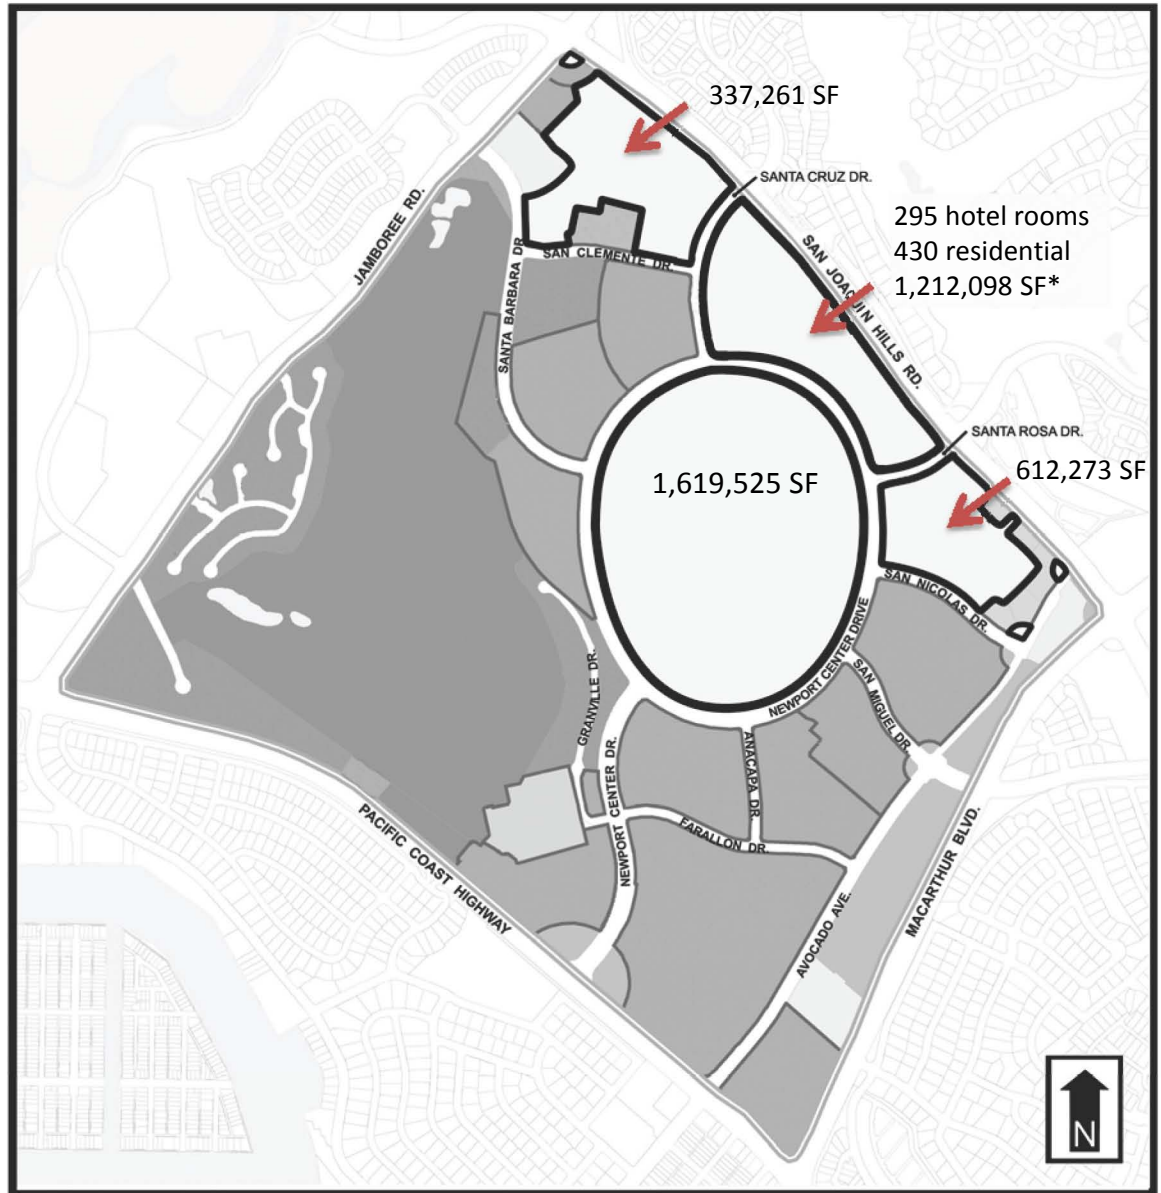 337,261 SF
SANTA CRUZ DR.
295 hotel rooms
430 residential
1,212,098 SF*
JAMBOREE RD.
SAN JOAQUIN HILLS RD.
SAN CLEMENTE DR.
SANTA BARBARA DR.
SANTA ROSA DR.
612,273 SF
1,619,525 SF
SAN NICOLAS DR.
NEWPORT CENTER DRIVE
SAN MIGUEL DR.
GRANVILLE DR.
NEWPORT CENTER DR.
ANACAPA DR.
FARALLON DR.
PACIFIC COAST HIGHWAY
AVOCADO AVE.
MACARTHUR BLVD.
N